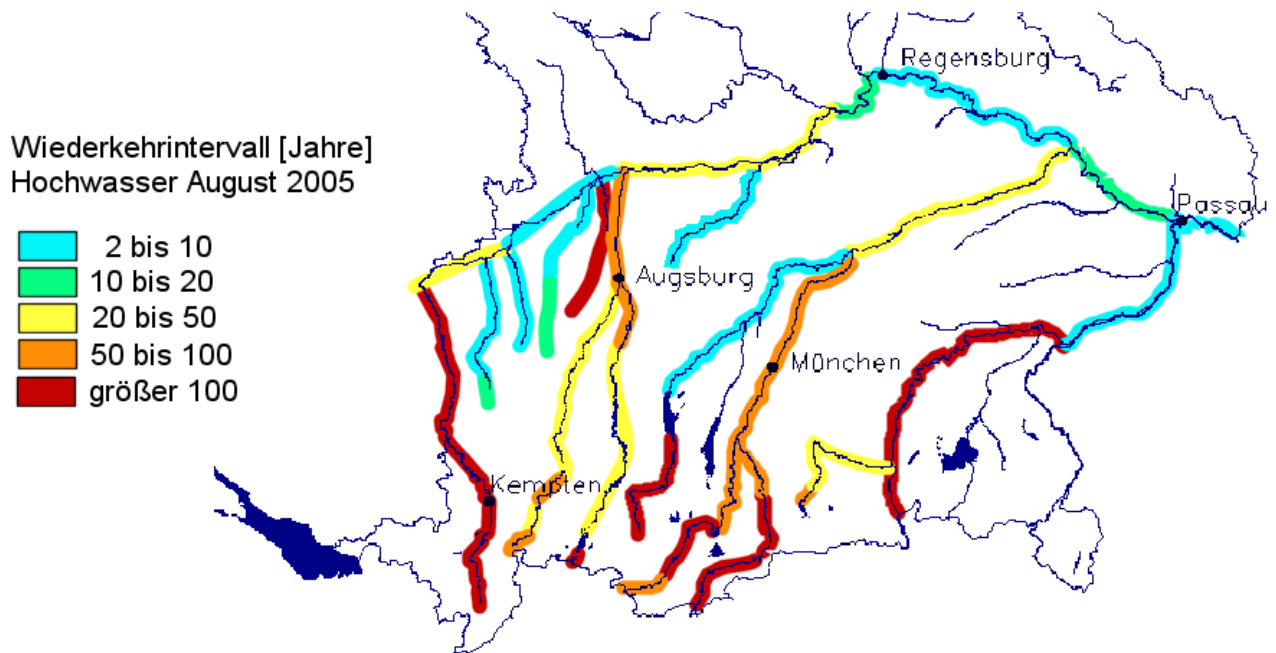 Wiederkehrintervall [Jahre]
Hochwasser August 2005
2 bis 10
10 bis 20
20 bis 50
50 bis 100
größer 100
Regensburg
Passau
Augsburg
München
Kempten